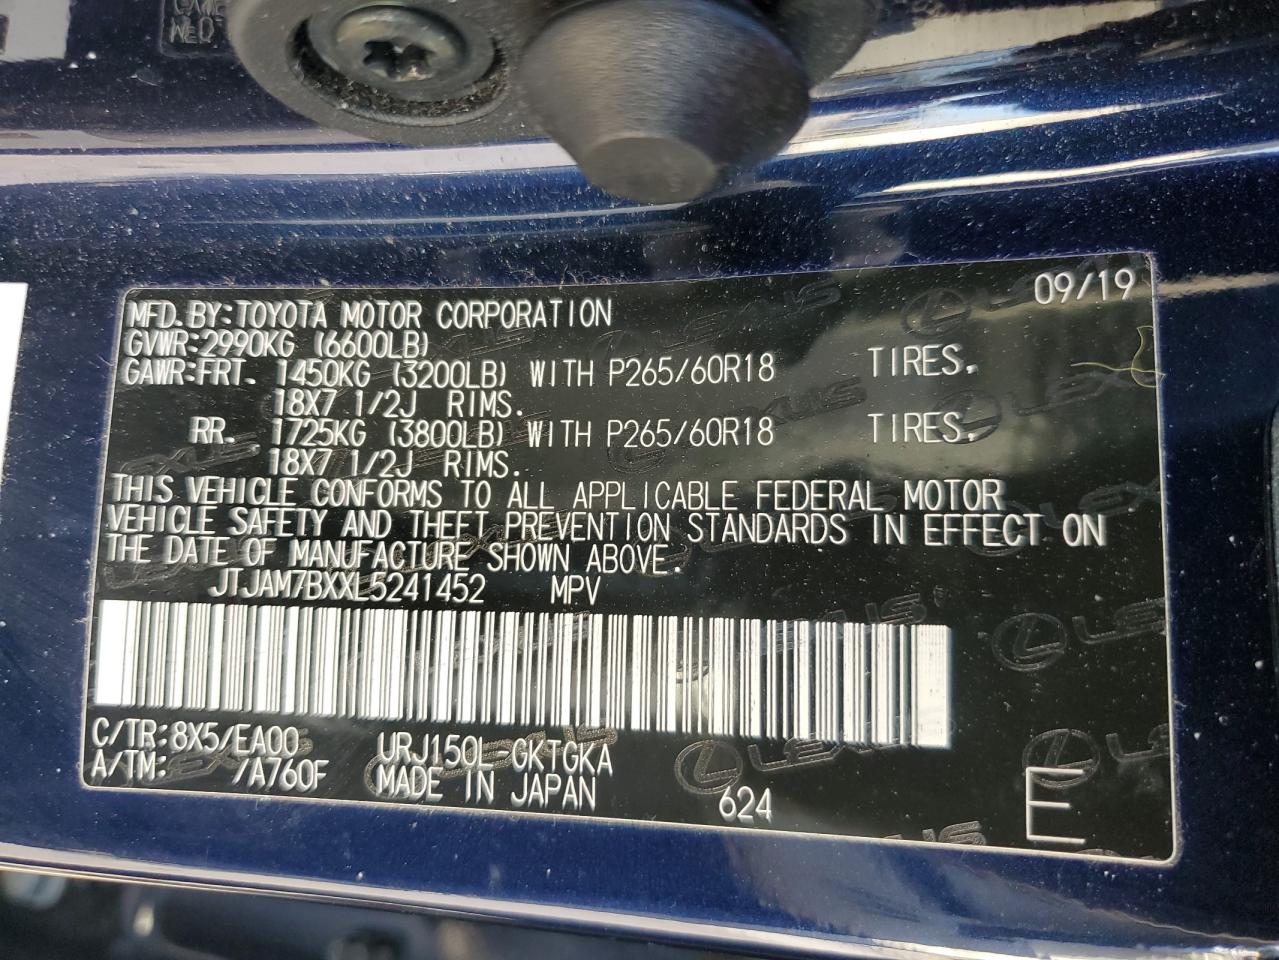 09/19
MFD.BY:TOYOTA MOTOR CORPORATION
GVWR:2990KG (6600LB)
GAWR:FRT. 1450KG (3200LB) WITH P265/60R18 TIRES.
18X7 1/2J RIMS.
RR. 1725KG (3800LB) WITH P265/60R18 TIRES.
18X7 1/2J RIMS.
THIS VEHICLE CONFORMS TO ALL APPLICABLE FEDERAL MOTOR
VEHICLE SAFETY AND THEFT PREVENTION STANDARDS IN EFFECT ON
THE DATE OF MANUFACTURE SHOWN ABOVE.
JTJAM7BXXL5241452 MPV
C/TR:8X5/EA00 URJ150L-GKTGKA
A/TM: /A760F MADE IN JAPAN 624 E
LEXUS